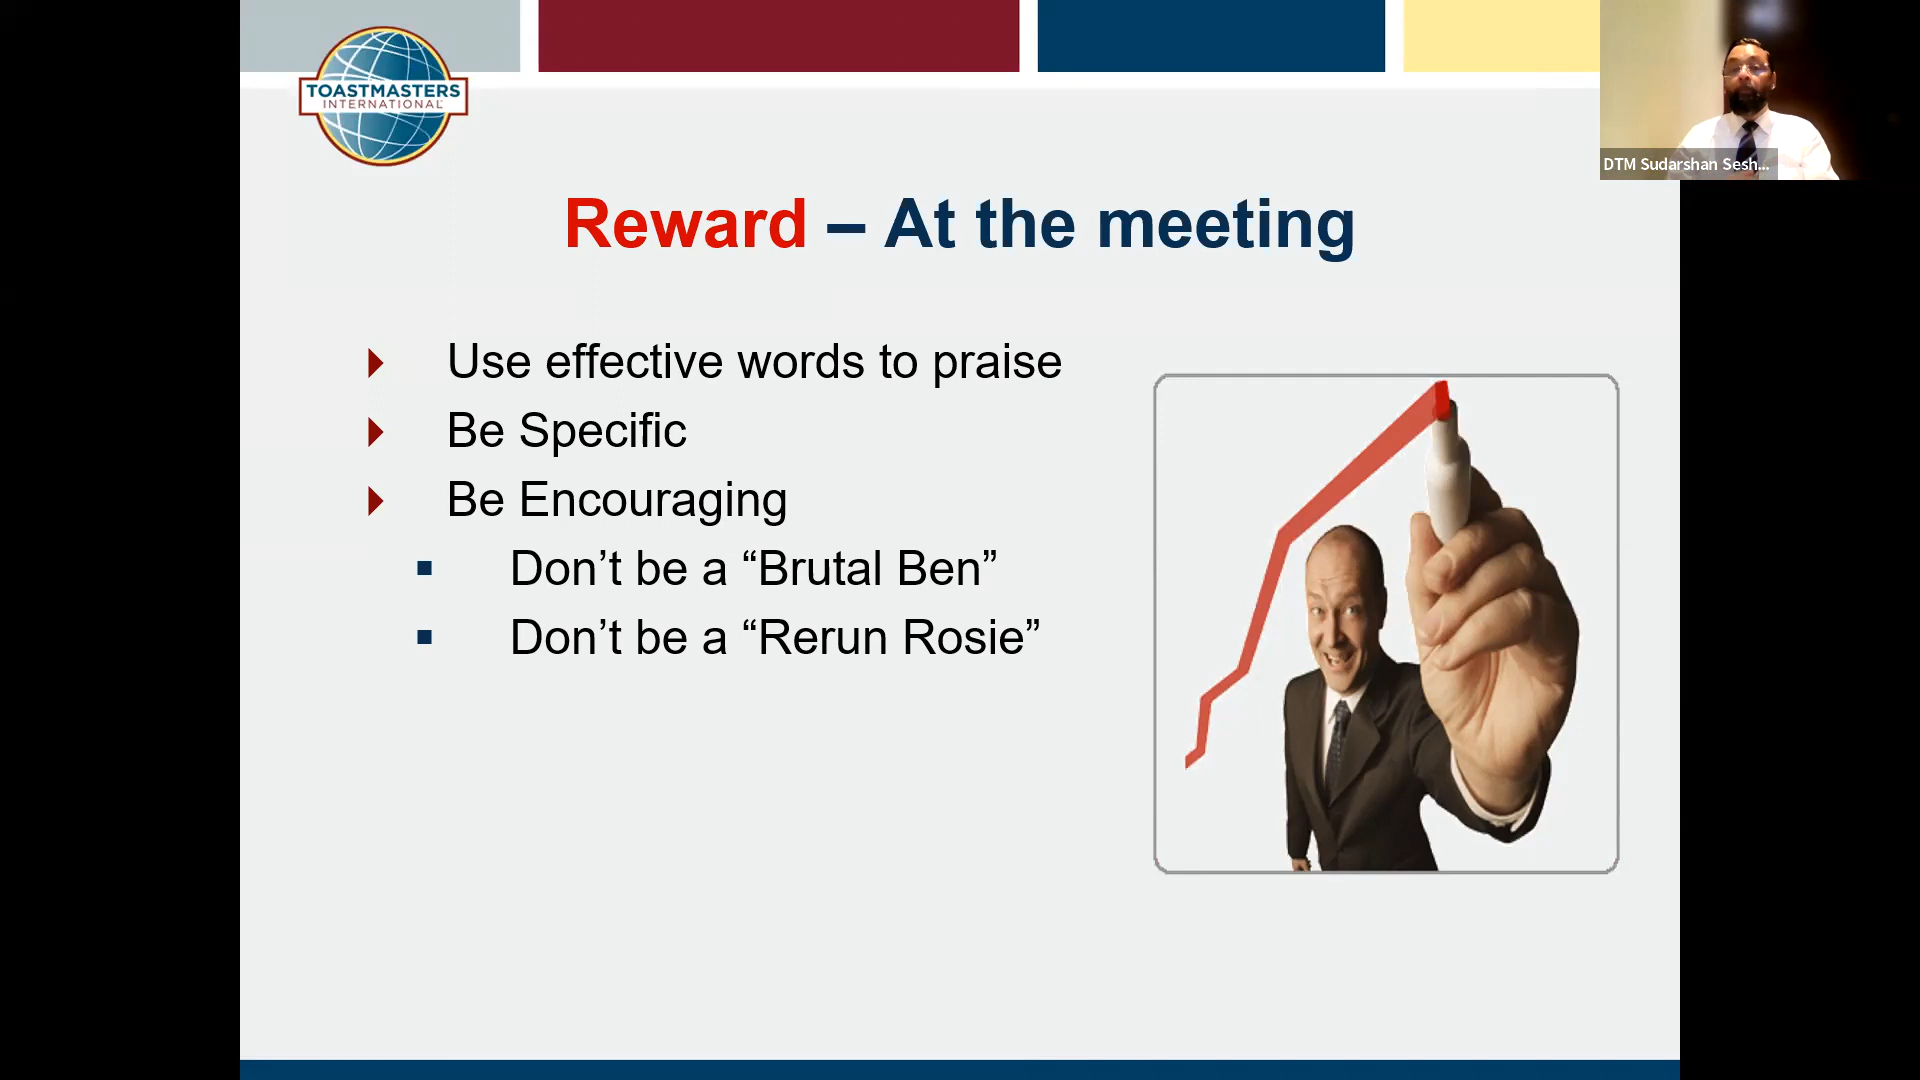 TOASTMASTERS
INTERNATIONAL
DTM Sudarshan Sesh...
Reward – At the meeting
Use effective words to praise
Be Specific
Be Encouraging
Don’t be a “Brutal Ben”
Don’t be a “Rerun Rosie”